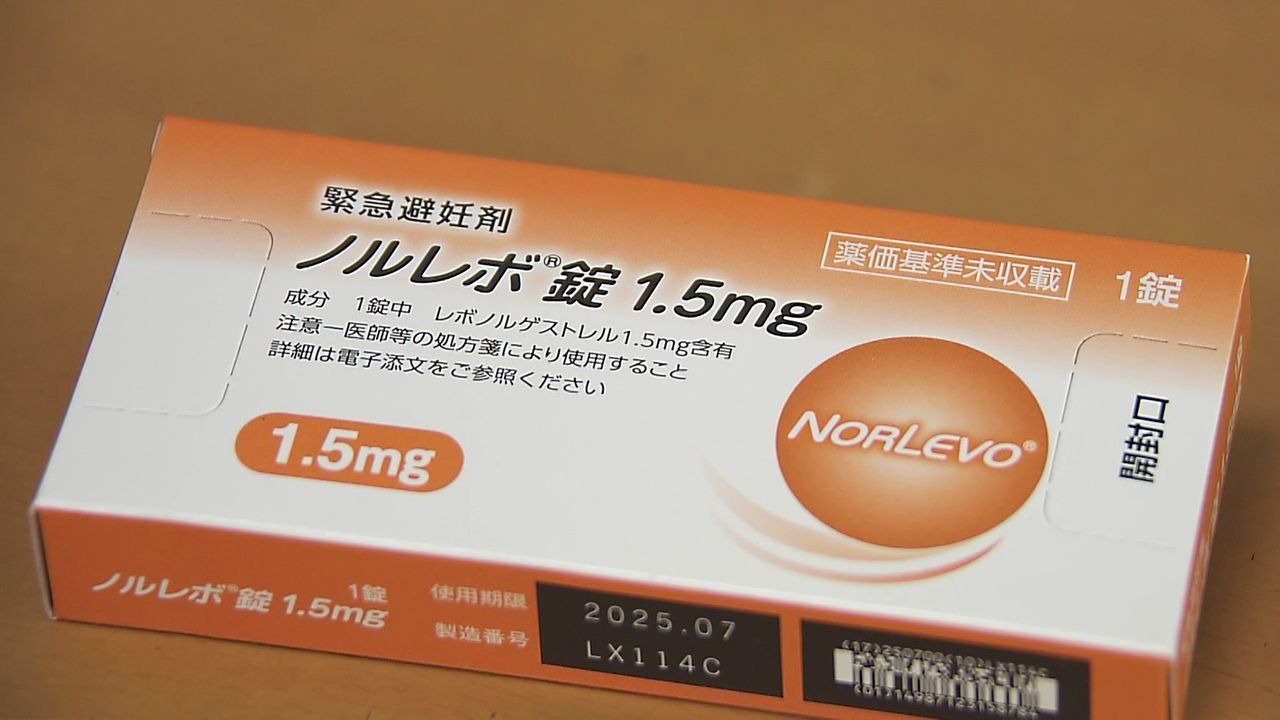 緊急避妊剤
ノルレボ®錠 1.5mg
薬価基準未収載
1錠
成分 1錠中 レボノルゲストレル1.5mg含有
注意ー医師等の処方箋により使用すること
詳細は電子添文をご参照ください
1.5mg
NORLEVO®
開封口
ノルレボ®錠 1.5mg
1錠
使用期限
2025.07
製造番号
LX114C
(17)250700(10)LX114C